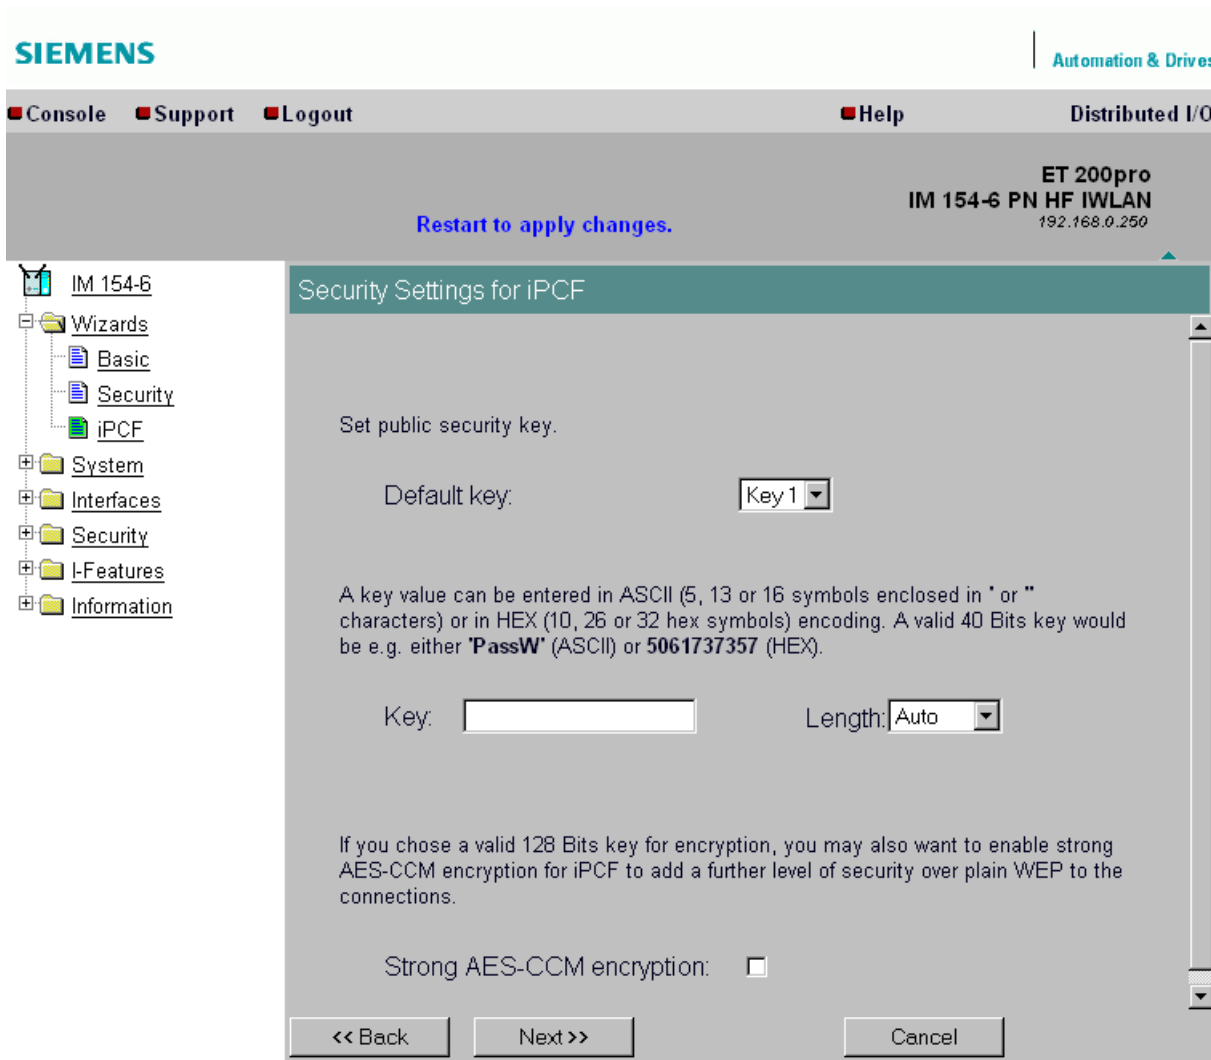 SIEMENS
Automation & Drives
Console Support Logout Help Distributed I/O
ET 200pro
IM 154-6 PN HF IWLAN
192.168.0.250
Restart to apply changes.
IM 154-6
Wizards
Basic
Security
iPCF
System
Interfaces
Security
I-Features
Information
Security Settings for iPCF
Set public security key.
Default key: Key 1
A key value can be entered in ASCII (5, 13 or 16 symbols enclosed in ' or "
characters) or in HEX (10, 26 or 32 hex symbols) encoding. A valid 40 Bits key would
be e.g. either 'PassW' (ASCII) or 5061737357 (HEX).
Key: Length: Auto
If you chose a valid 128 Bits key for encryption, you may also want to enable strong
AES-CCM encryption for iPCF to add a further level of security over plain WEP to the
connections.
Strong AES-CCM encryption:
<< Back Next >> Cancel